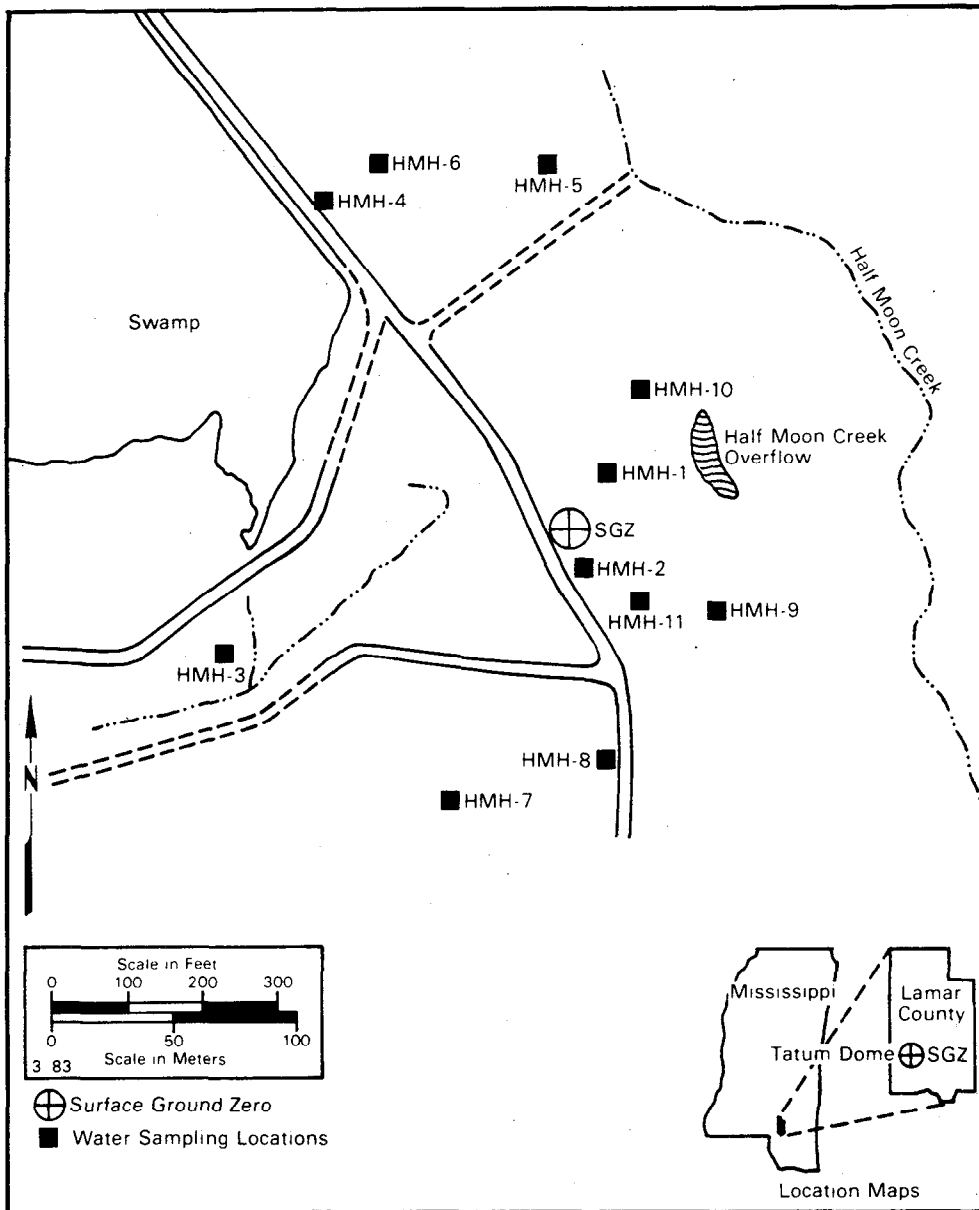 HMH-6
HMH-5
HMH-4
Half Moon Creek
Swamp
HMH-10
Half Moon Creek
Overflow
HMH-1
SGZ
HMH-2
HMH-11
HMH-9
HMH-3
N
HMH-8
HMH-7
Scale in Feet
0 100 200 300
0 50 100
Scale in Meters
3 83
Surface Ground Zero
Water Sampling Locations
Mississippi
Lamar
County
Tatum Dome
SGZ
Location Maps